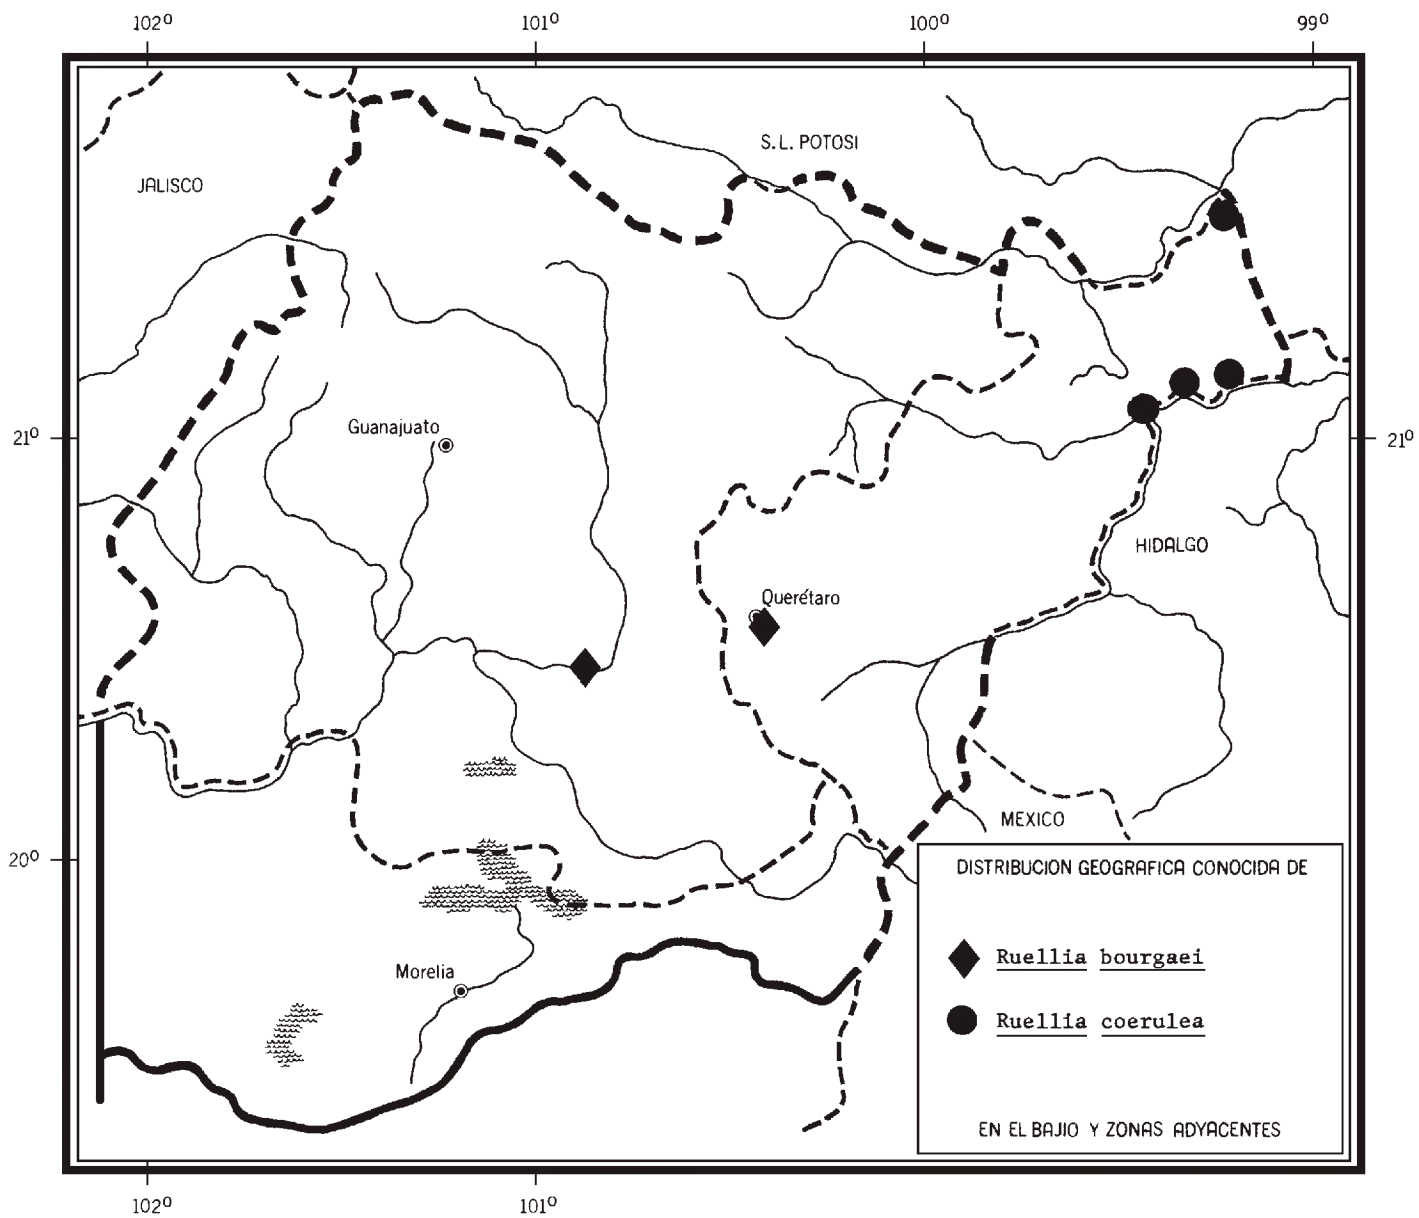 102º 101º 100º 99º
S.L. POTOSI
JALISCO
Guanajuato
21º 21º
HIDALGO
Querétaro
MEXICO
20º
DISTRIBUCION GEOGRAFICA CONOCIDA DE
Ruellia bourgaei
Morelia
Ruellia coerulea
EN EL BAJIO Y ZONAS ADYACENTES
102º 101º